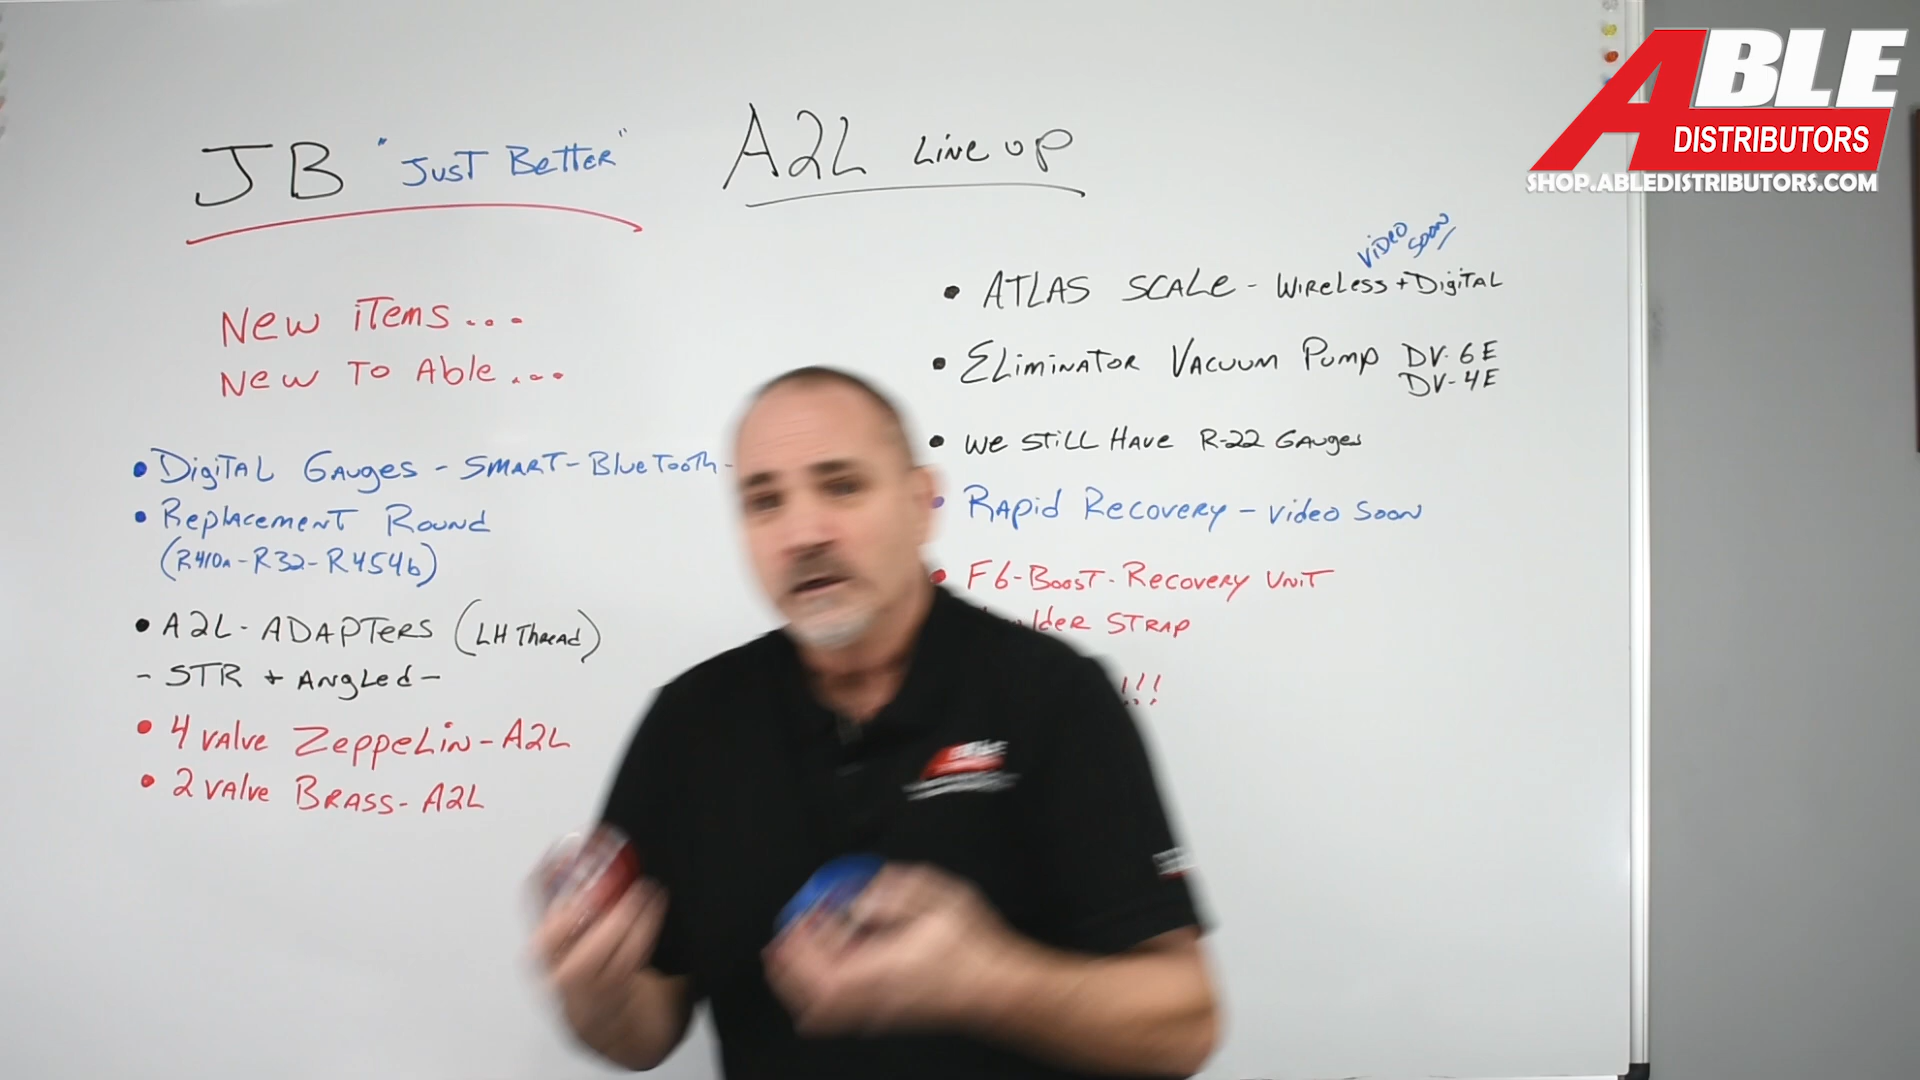 ABLE
DISTRIBUTORS
SHOP.ABLEDISTRIBUTORS.COM
JB "Just Better"
A2L Line up
New items...
New To Able...
• Digital Gauges - SMART - BlueTooth -
• Replacement Round
(R410a - R32 - R454b)
• A2L - ADAPTERS (LH Thread)
- STR + Angled -
• 4 valve Zeppelin - A2L
• 2 valve Brass - A2L
Video Soon
• ATLAS SCALE - Wireless + Digital
• Eliminator Vacuum Pump DV-6E
DV-4E
• We Still Have R-22 Gauges
• Rapid Recovery - Video Soon
• F6-Boost-Recovery Unit
lder STRAP
!!!
ABLE